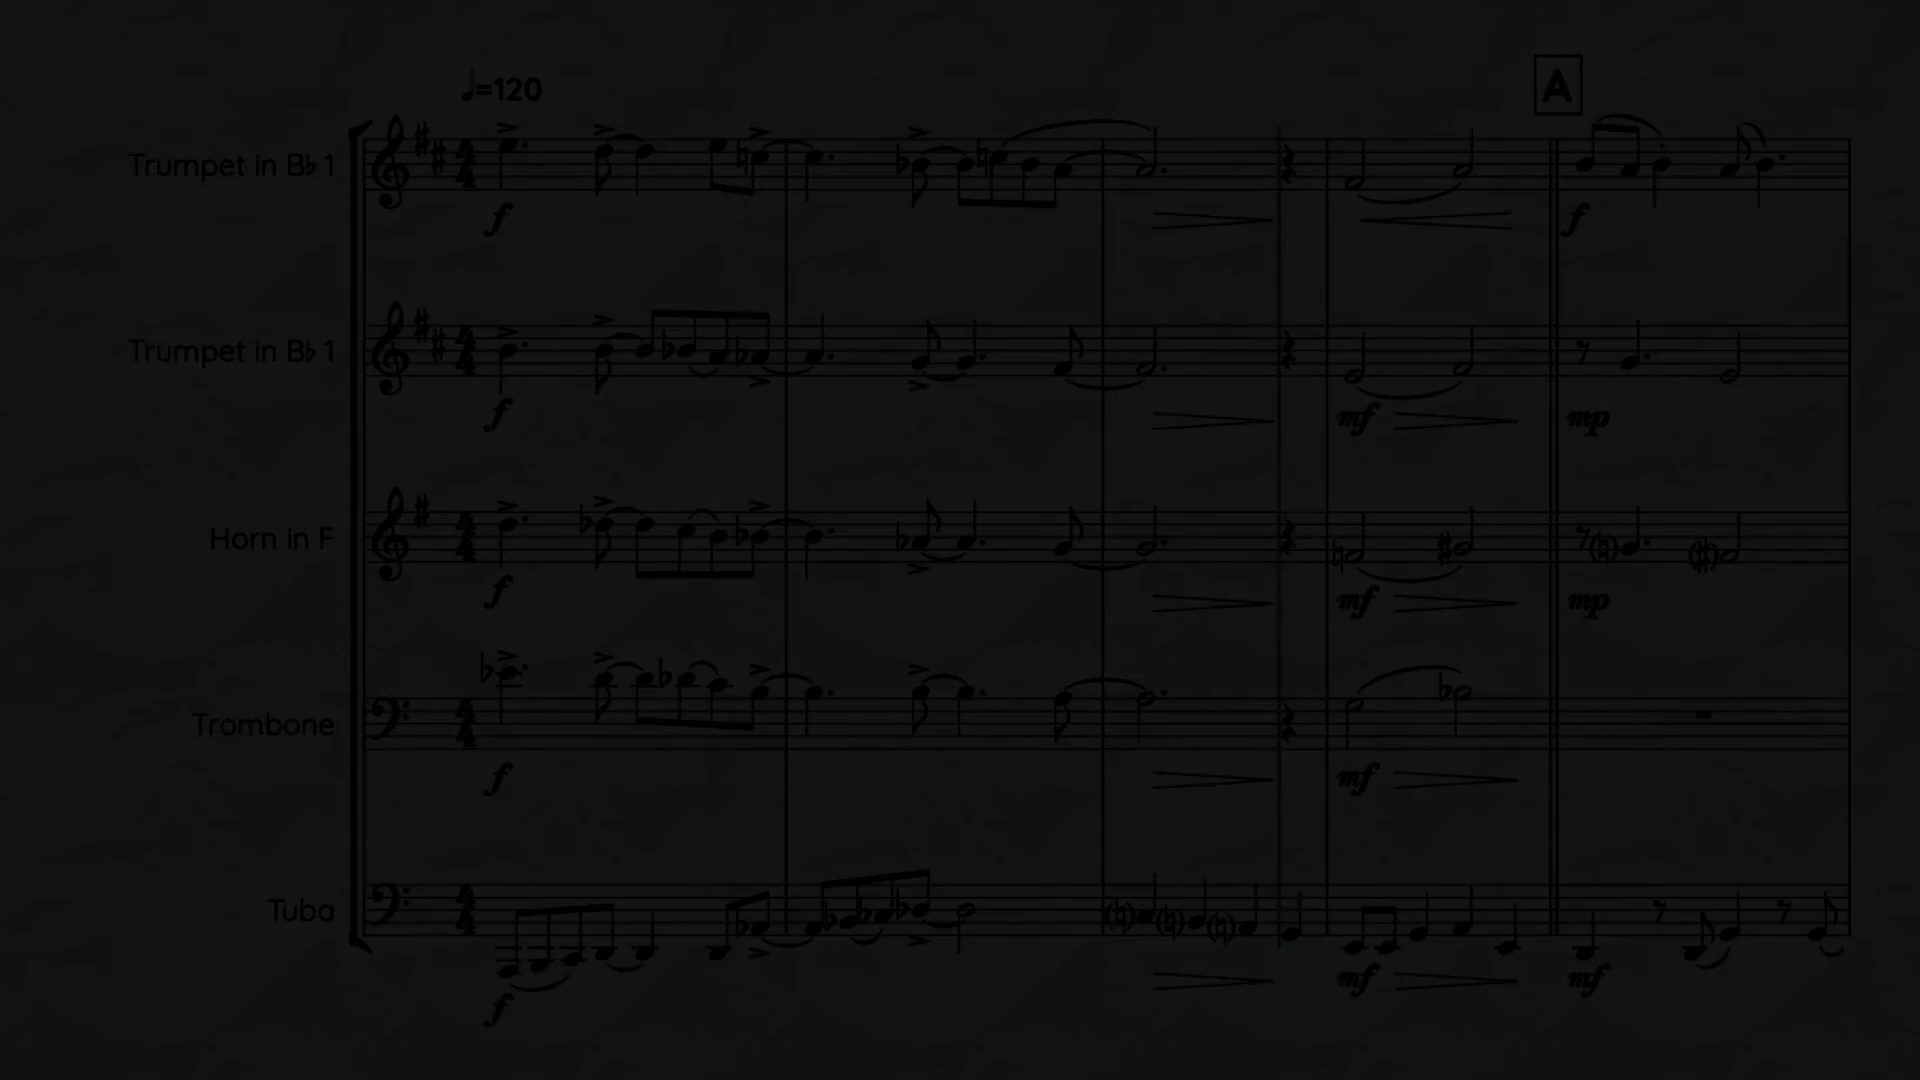 ♩=120
A
Trumpet in B♭ 1
f
f
Trumpet in B♭ 1
f
mf
mp
Horn in F
f
mf
mp
Trombone
f
mf
Tuba
f
mf
mf